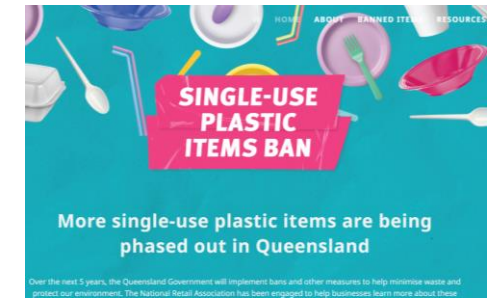 HOME ABOUT BANNED ITEMS RESOURCES
SINGLE-USE
PLASTIC
ITEMS BAN
More single-use plastic items are being
phased out in Queensland
Over the next 5 years, the Queensland Government will implement bans and other measures to help minimise waste and
protect our environment. The National Retail Association has been engaged to help businesses learn more about these